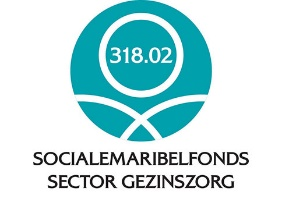 318.02
SOCIALEMARIBELFONDS
SECTOR GEZINSZORG